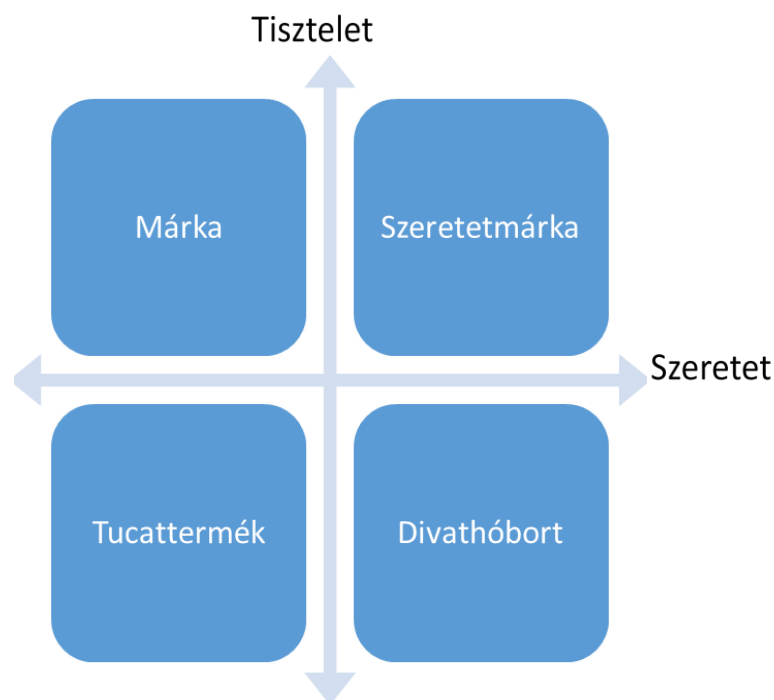 Tisztelet
Márka
Szeretetmárka
Szeretet
Tucattermék
Divathóbort